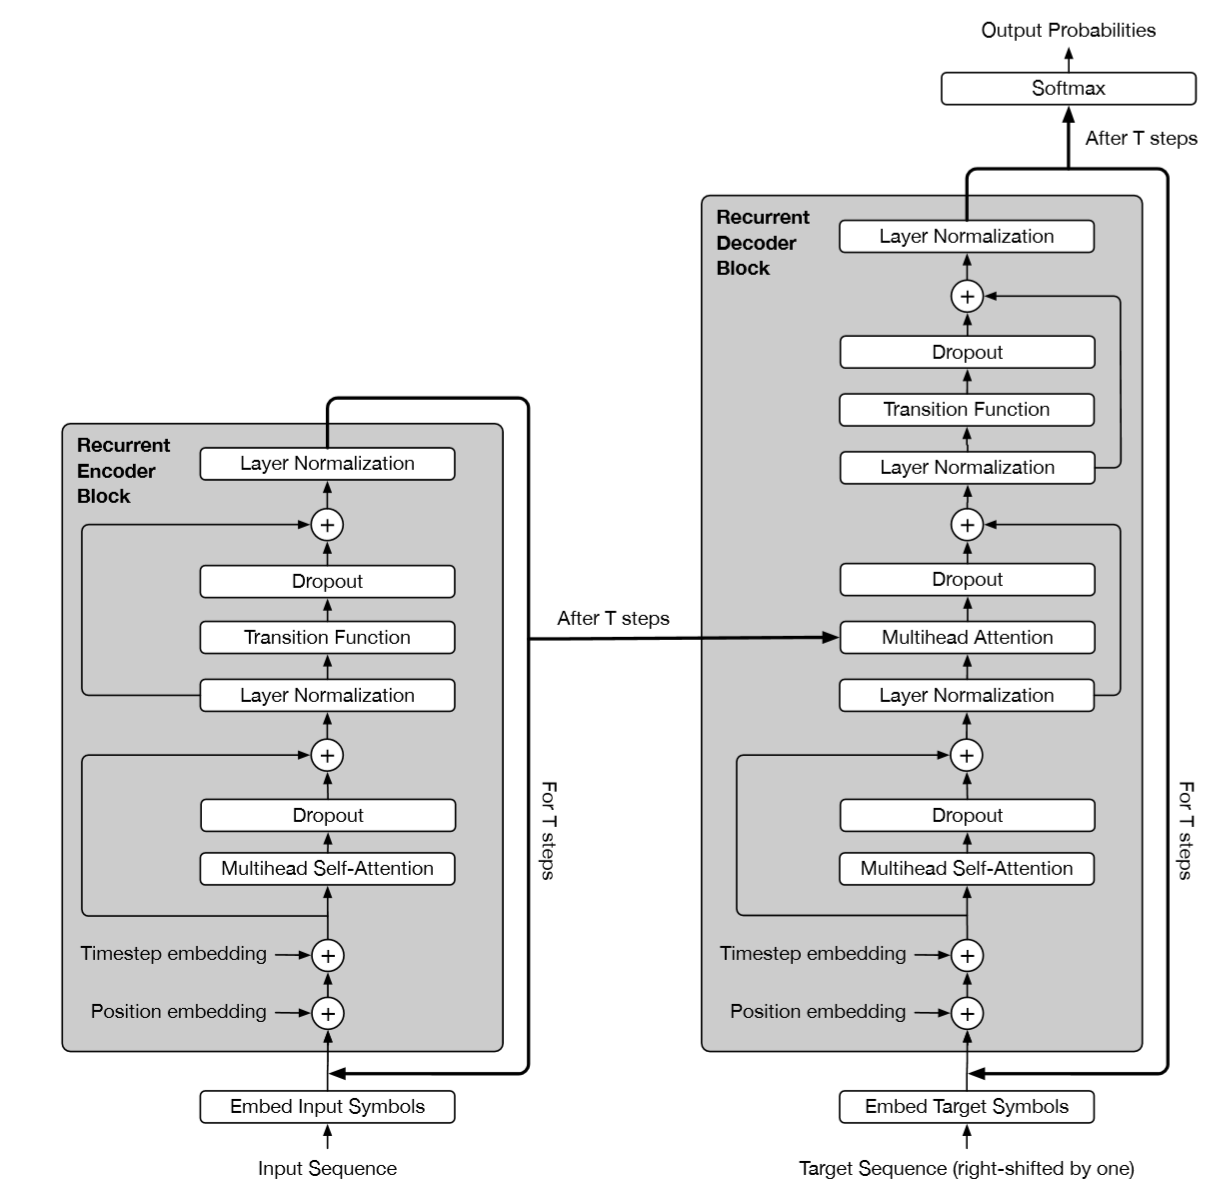 Output Probabilities
Softmax
After T steps
Recurrent
Decoder
Block
Layer Normalization
+
Dropout
Transition Function
Layer Normalization
+
Dropout
Multihead Attention
Layer Normalization
+
Dropout
Multihead Self-Attention
Timestep embedding
+
Position embedding
+
For T steps
Embed Target Symbols
Target Sequence (right-shifted by one)
After T steps
Recurrent
Encoder
Block
Layer Normalization
+
Dropout
Transition Function
Layer Normalization
+
Dropout
Multihead Self-Attention
Timestep embedding
+
Position embedding
+
For T steps
Embed Input Symbols
Input Sequence